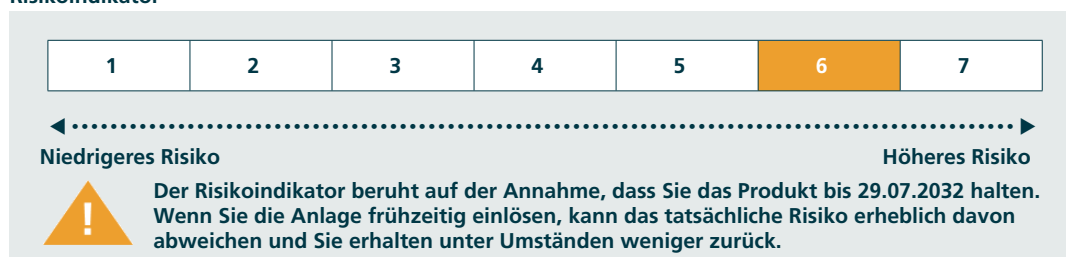 1 2 3 4 5 6 7
Niedrigeres Risiko Höheres Risiko
! Der Risikoindikator beruht auf der Annahme, dass Sie das Produkt bis 29.07.2032 halten.
Wenn Sie die Anlage frühzeitig einlösen, kann das tatsächliche Risiko erheblich davon
abweichen und Sie erhalten unter Umständen weniger zurück.